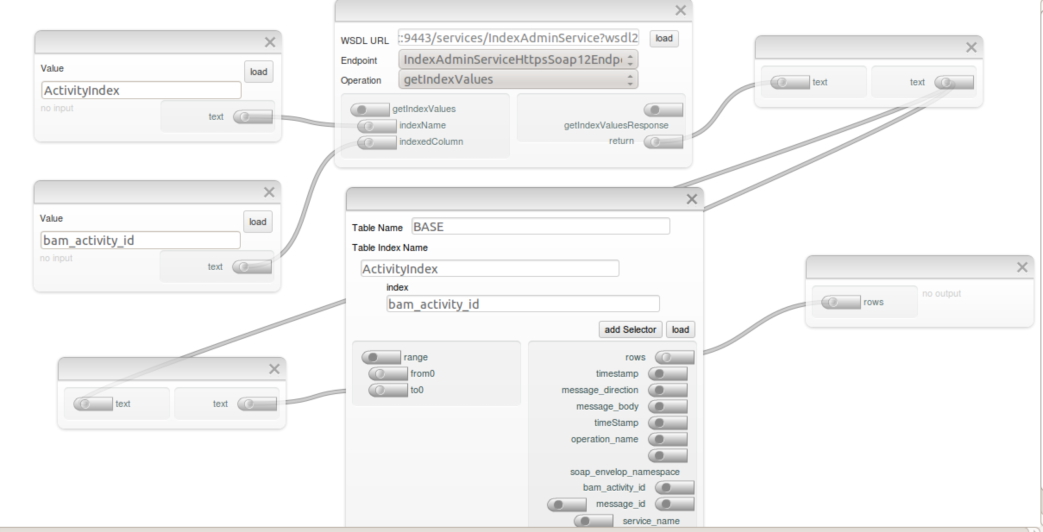 Value
load
ActivityIndex
no input
text
WSDL URL
::9443/services/IndexAdminService?wsdl2
load
Endpoint
IndexAdminServiceHttpsSoap12Endp
Operation
getIndexValues
getIndexValues
indexName
getIndexValuesResponse
indexedColumn
return
text
text
Value
load
bam_activity_id
no input
text
Table Name
BASE
Table Index Name
ActivityIndex
index
bam_activity_id
add Selector
load
range
from0
to0
rows
timestamp
message_direction
message_body
timeStamp
operation_name
soap_envelop_namespace
bam_activity_id
message_id
service_name
rows
no output
text
text